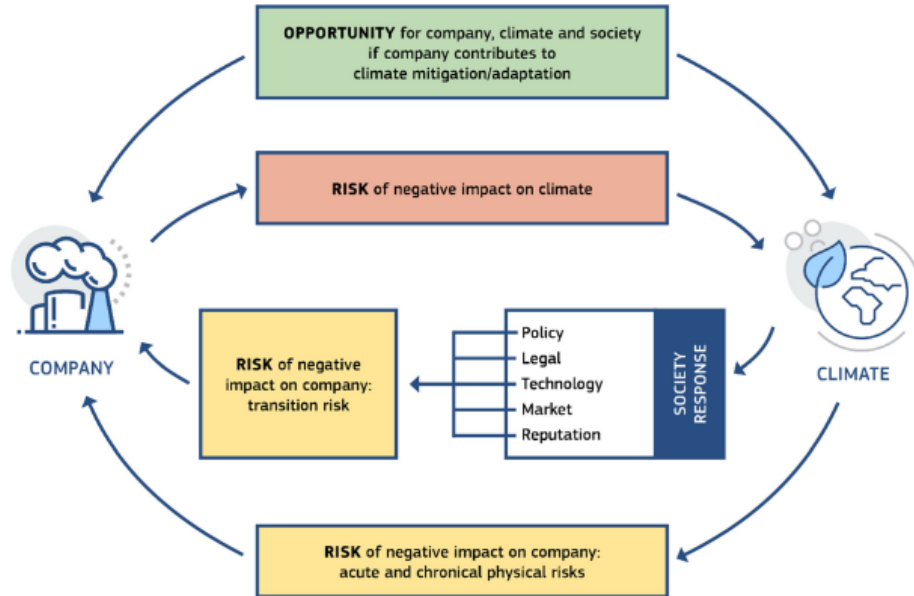 OPPORTUNITY for company, climate and society
if company contributes to
climate mitigation/adaptation
RISK of negative impact on climate
COMPANY
RISK of negative
impact on company:
transition risk
Policy
Legal
Technology
Market
Reputation
SOCIETY
RESPONSE
CLIMATE
RISK of negative impact on company:
acute and chronical physical risks